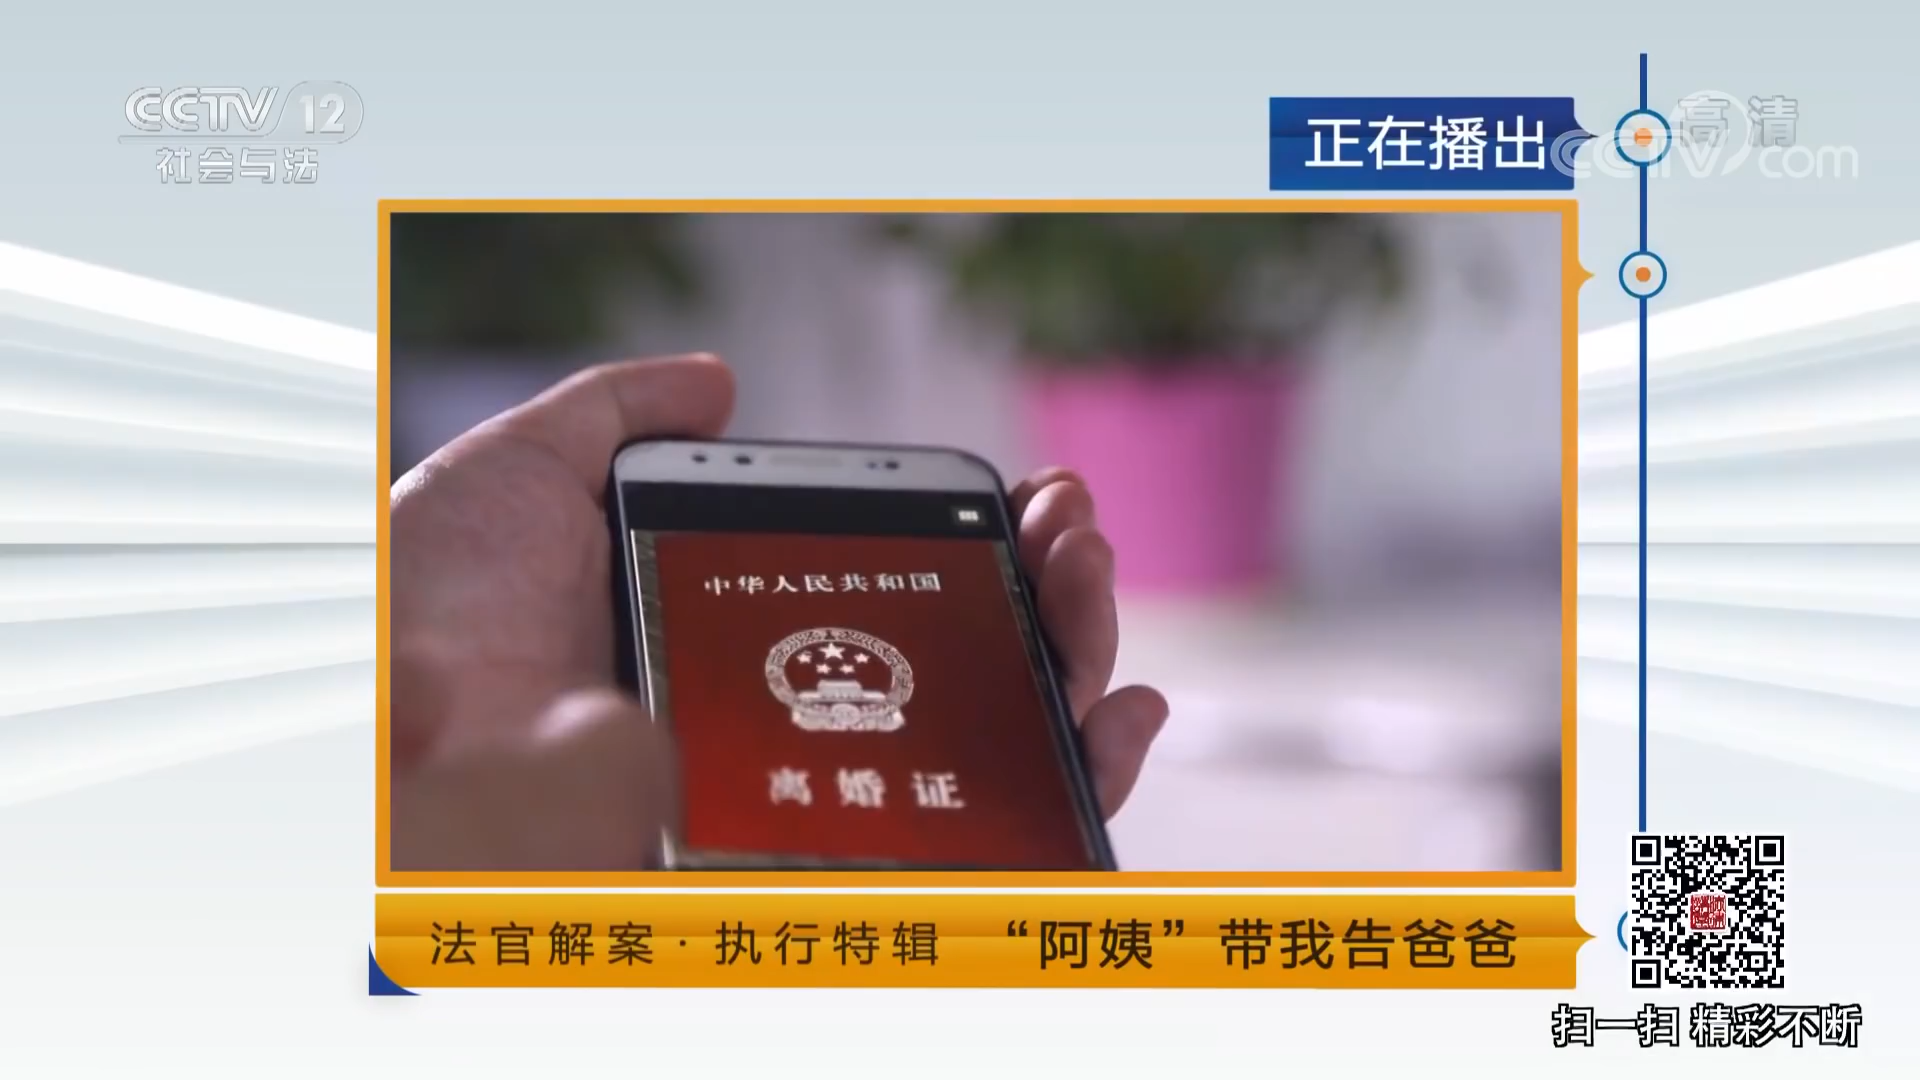 CCTV 12
社会与法
正在播出
高清
CCTV.com
中华人民共和国
离婚证
法官解案·执行特辑 “阿姨”带我告爸爸
扫一扫 精彩不断